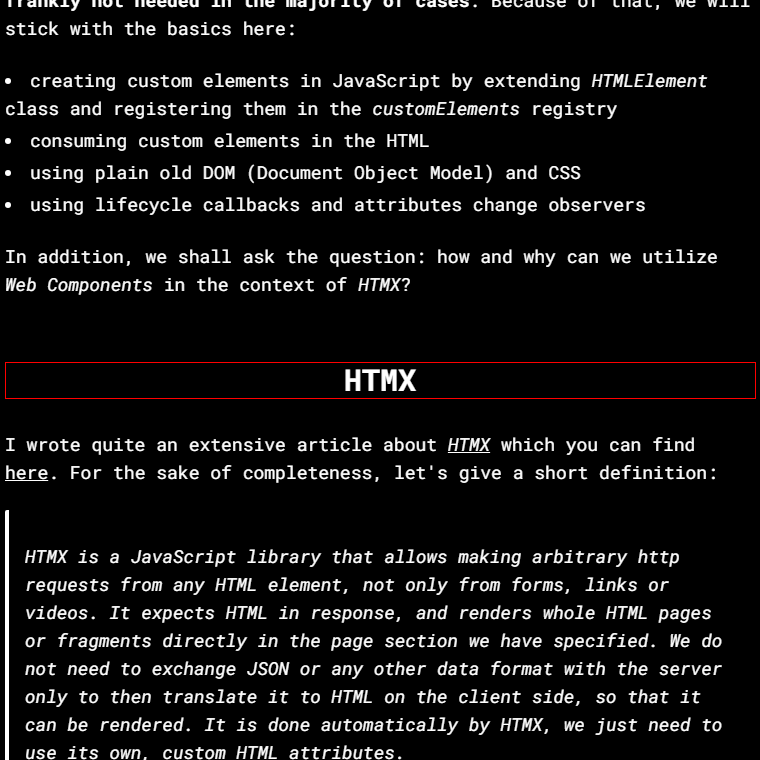 frankly not needed in the majority of cases. Because of that, we will
stick with the basics here:
• creating custom elements in JavaScript by extending HTMLElement
class and registering them in the customElements registry
• consuming custom elements in the HTML
• using plain old DOM (Document Object Model) and CSS
• using lifecycle callbacks and attributes change observers
In addition, we shall ask the question: how and why can we utilize
Web Components in the context of HTMX?
HTMX
I wrote quite an extensive article about HTMX which you can find
here. For the sake of completeness, let's give a short definition:
HTMX is a JavaScript library that allows making arbitrary http
requests from any HTML element, not only from forms, links or
videos. It expects HTML in response, and renders whole HTML pages
or fragments directly in the page section we have specified. We do
not need to exchange JSON or any other data format with the server
only to then translate it to HTML on the client side, so that it
can be rendered. It is done automatically by HTMX, we just need to
use its own, custom HTML attributes.